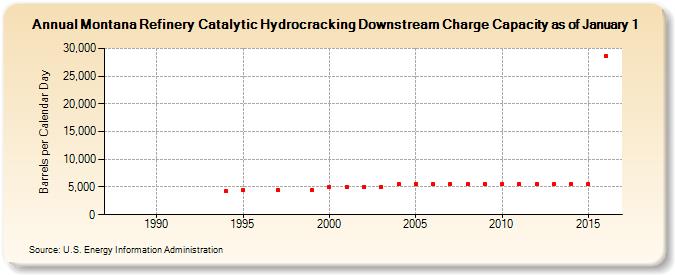 Annual Montana Refinery Catalytic Hydrocracking Downstream Charge Capacity as of January 1
Barrels per Calendar Day
30,000
25,000
20,000
15,000
10,000
5,000
0
1990 1995 2000 2005 2010 2015
Source: U.S. Energy Information Administration